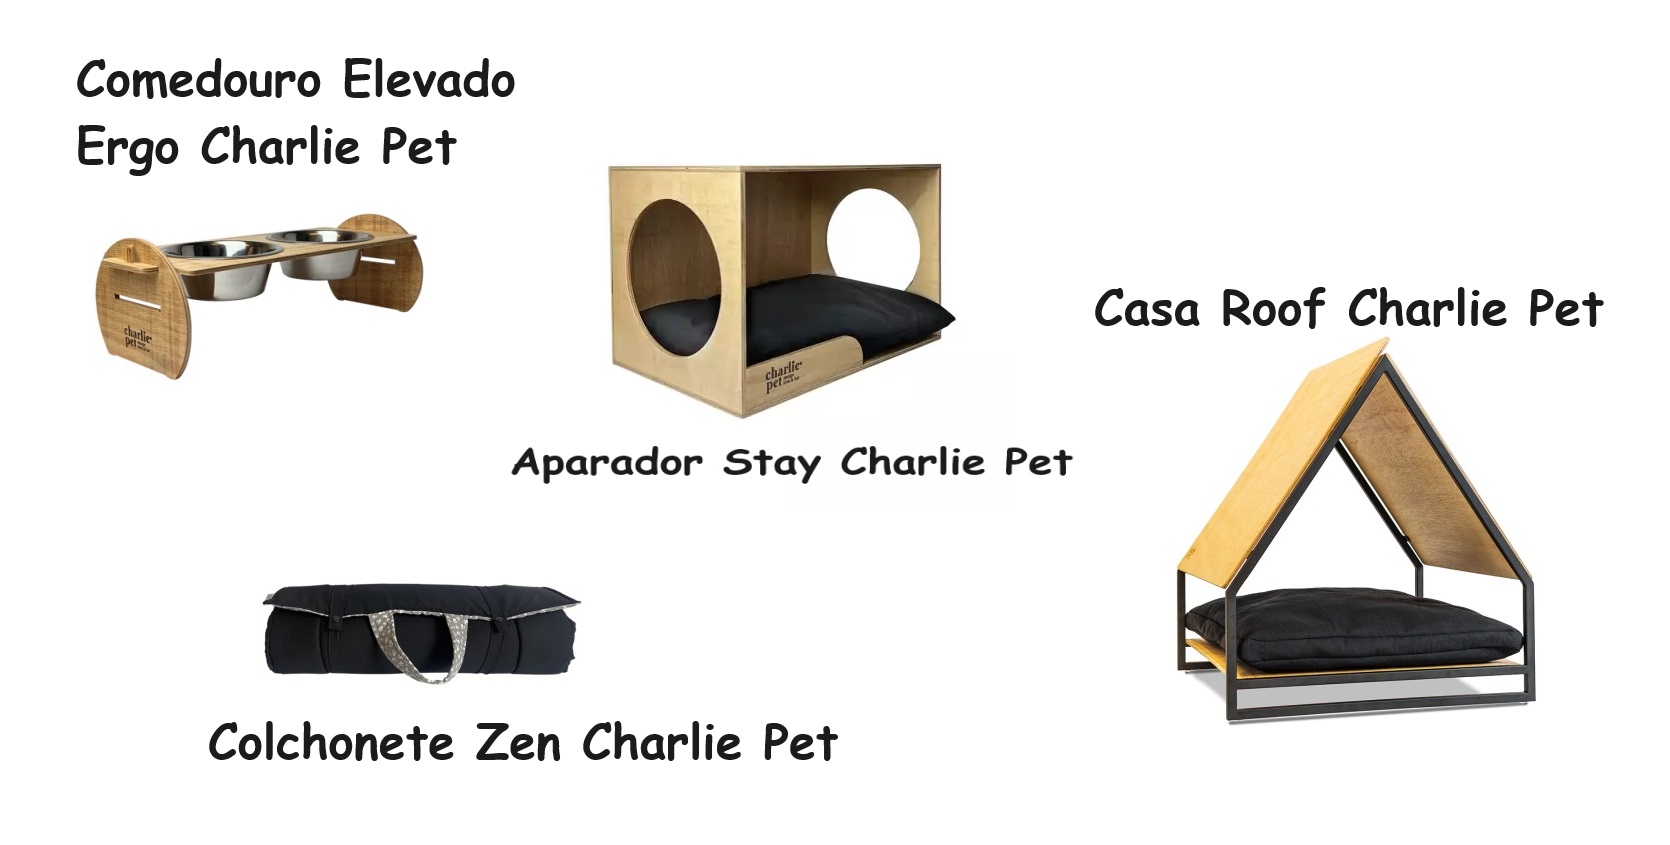 Comedouro Elevado
Ergo Charlie Pet
charlie
pet
charlie
pet
Aparador Stay Charlie Pet
Casa Roof Charlie Pet
Colchonete Zen Charlie Pet